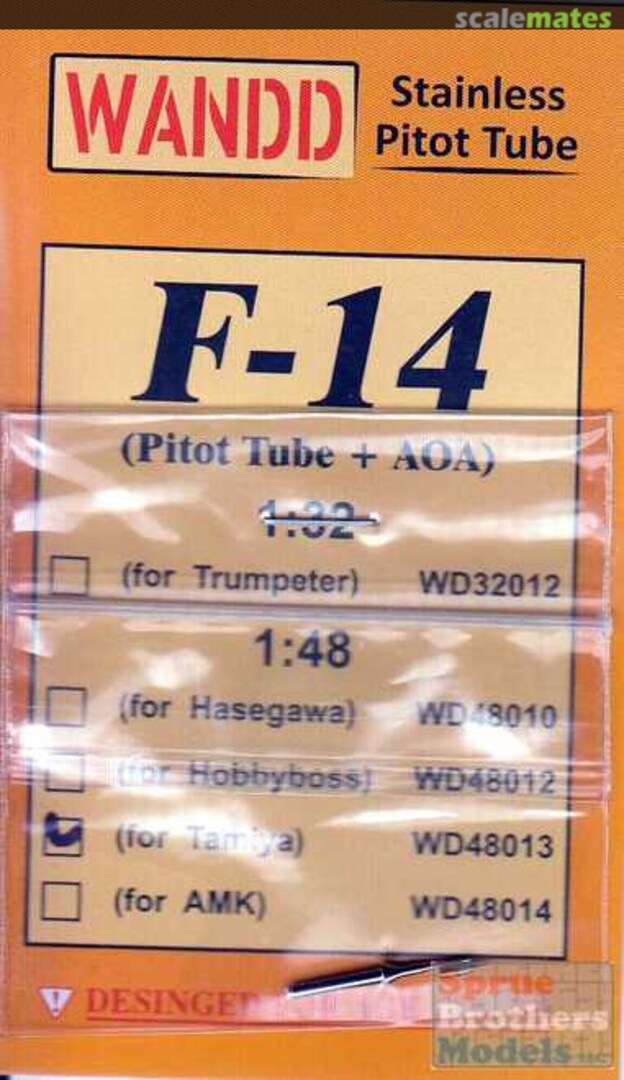 scalemates
WANDD
Stainless
Pitot Tube
F-14
(Pitot Tube + AOA)
1:32
(for Trumpeter) WD32012
1:48
(for Hasegawa) WD48010
(for Hobbyboss) WD48012
(for Tamiya) WD48013
(for AMK) WD48014
! DESINGED
Sprue
Brothers
Models LLC